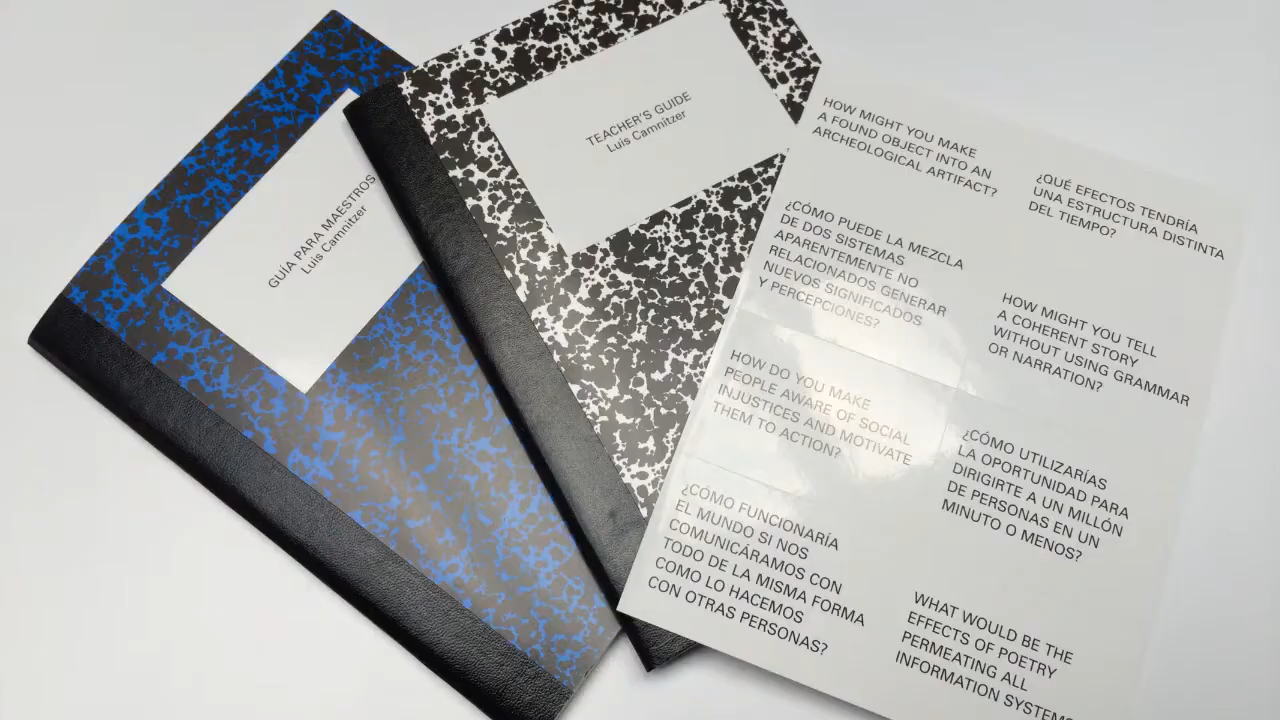 GUÍA PARA MAESTROS
Luis Camnitzer
TEACHER'S GUIDE
Luis Camnitzer
HOW MIGHT YOU MAKE
A FOUND OBJECT INTO AN
ARCHEOLOGICAL ARTIFACT?
¿QUÉ EFECTOS TENDRÍA
UNA ESTRUCTURA DISTINTA
DEL TIEMPO?
¿CÓMO PUEDE LA MEZCLA
DE DOS SISTEMAS
APARENTEMENTE NO
RELACIONADOS GENERAR
NUEVOS SIGNIFICADOS
Y PERCEPCIONES?
HOW MIGHT YOU TELL
A COHERENT STORY
WITHOUT USING GRAMMAR
OR NARRATION?
HOW DO YOU MAKE
PEOPLE AWARE OF SOCIAL
INJUSTICES AND MOTIVATE
THEM TO ACTION?
¿CÓMO UTILIZARÍAS
LA OPORTUNIDAD PARA
DIRIGIRTE A UN MILLÓN
DE PERSONAS EN UN
MINUTO O MENOS?
¿CÓMO FUNCIONARÍA
EL MUNDO SI NOS
COMUNICÁRAMOS CON
TODO DE LA MISMA FORMA
COMO LO HACEMOS
CON OTRAS PERSONAS?
WHAT WOULD BE THE
EFFECTS OF POETRY
PERMEATING ALL
INFORMATION SYSTEMS